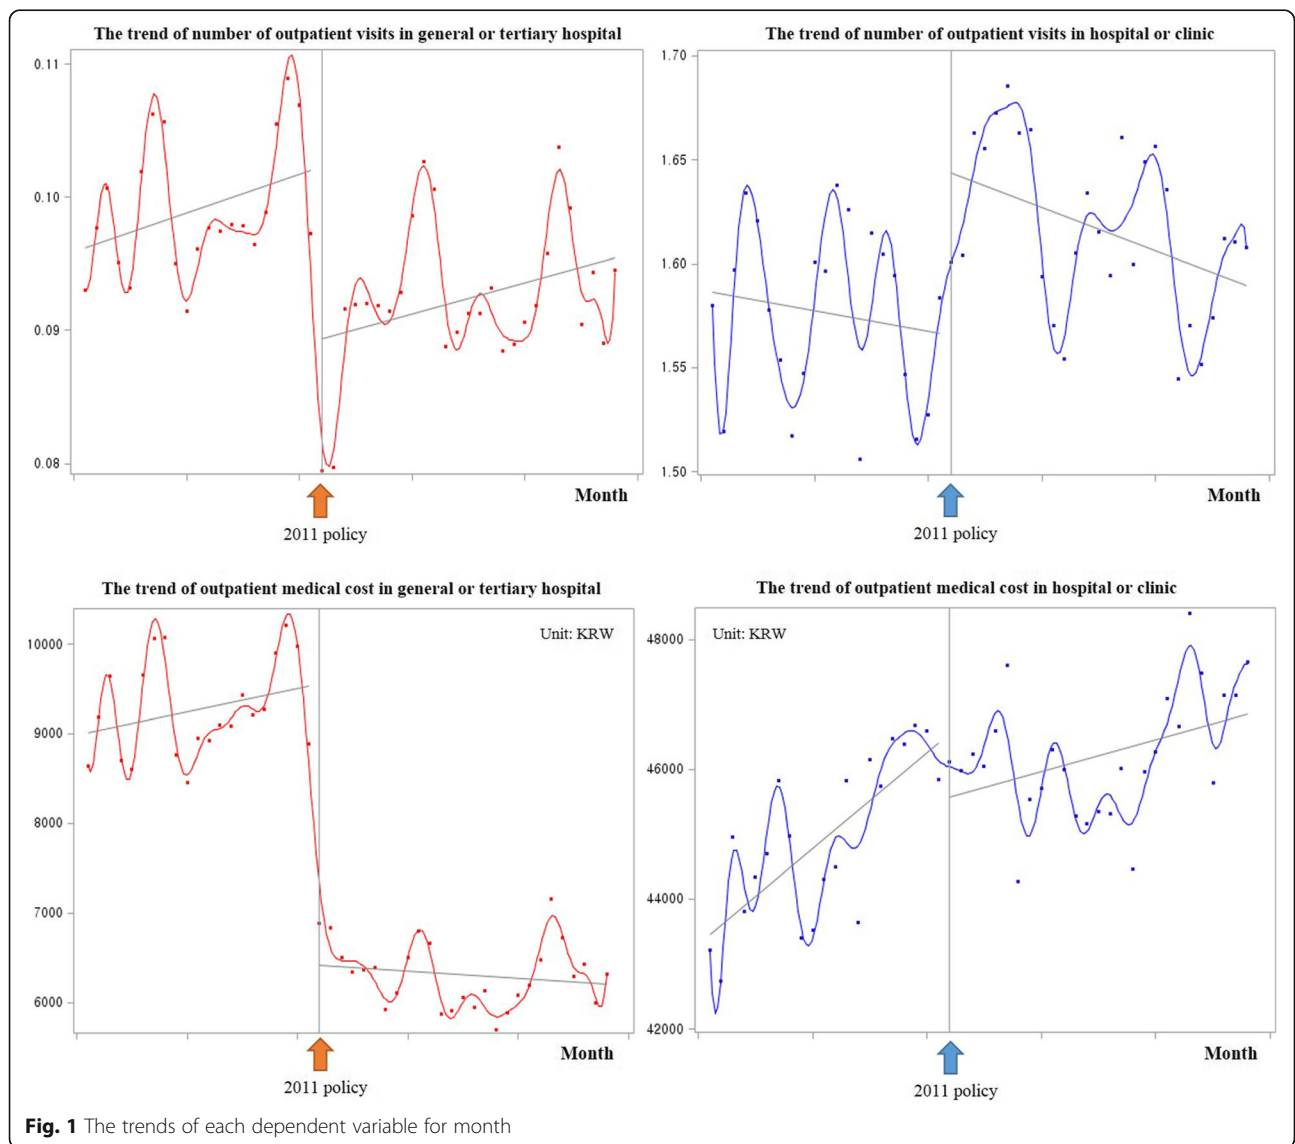 The trend of number of outpatient visits in general or tertiary hospital
0.11
0.10
0.09
0.08
Month
2011 policy
The trend of number of outpatient visits in hospital or clinic
1.70
1.65
1.60
1.55
1.50
Month
2011 policy
The trend of outpatient medical cost in general or tertiary hospital
Unit: KRW
10000
9000
8000
7000
6000
Month
2011 policy
The trend of outpatient medical cost in hospital or clinic
Unit: KRW
48000
46000
44000
42000
Month
2011 policy
Fig. 1 The trends of each dependent variable for month